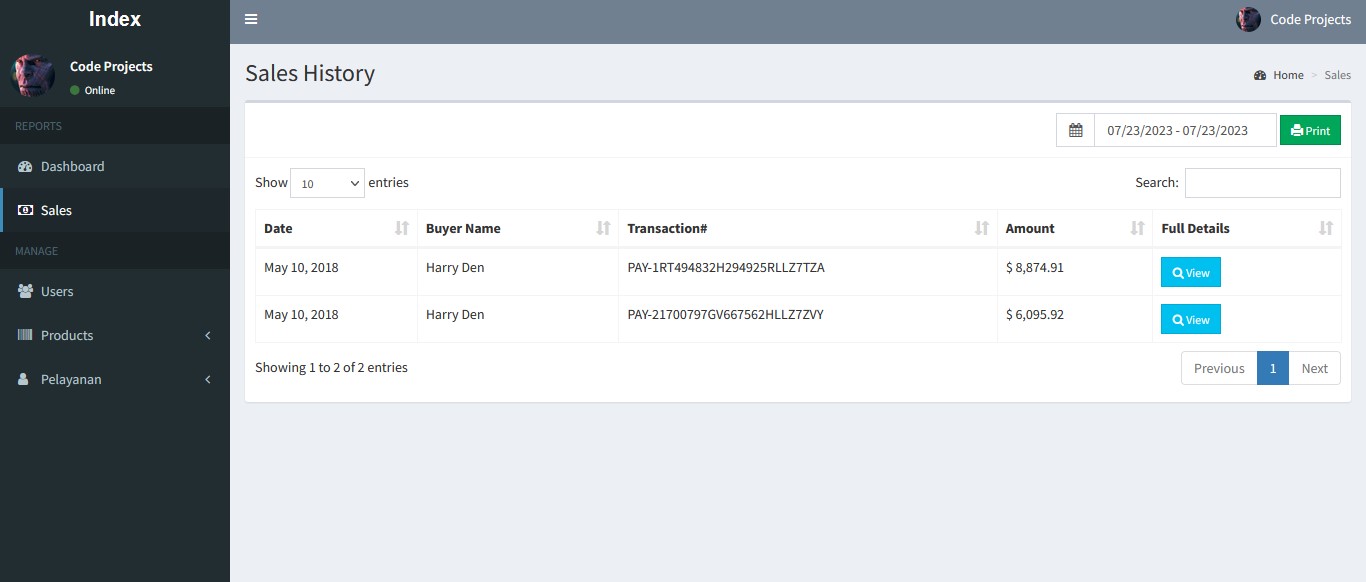 Index
Code Projects
Code Projects
Online
REPORTS
Dashboard
Sales
MANAGE
Users
Products
Pelayanan
Sales History
Home > Sales
07/23/2023 - 07/23/2023 Print
Show 10 entries Search:
Date Buyer Name Transaction# Amount Full Details
May 10, 2018 Harry Den PAY-1RT494832H294925RLLZ7TZA $ 8,874.91 View
May 10, 2018 Harry Den PAY-21700797GV667562HLLZ7ZVY $ 6,095.92 View
Showing 1 to 2 of 2 entries Previous 1 Next